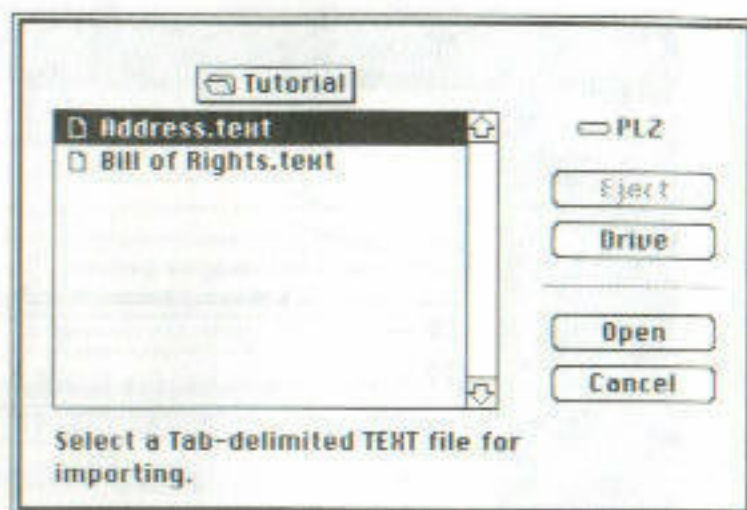 Tutorial
Address.text
Bill of Rights.text
PLZ
Eject
Drive
Open
Cancel
Select a Tab-delimited TEXT file for
importing.